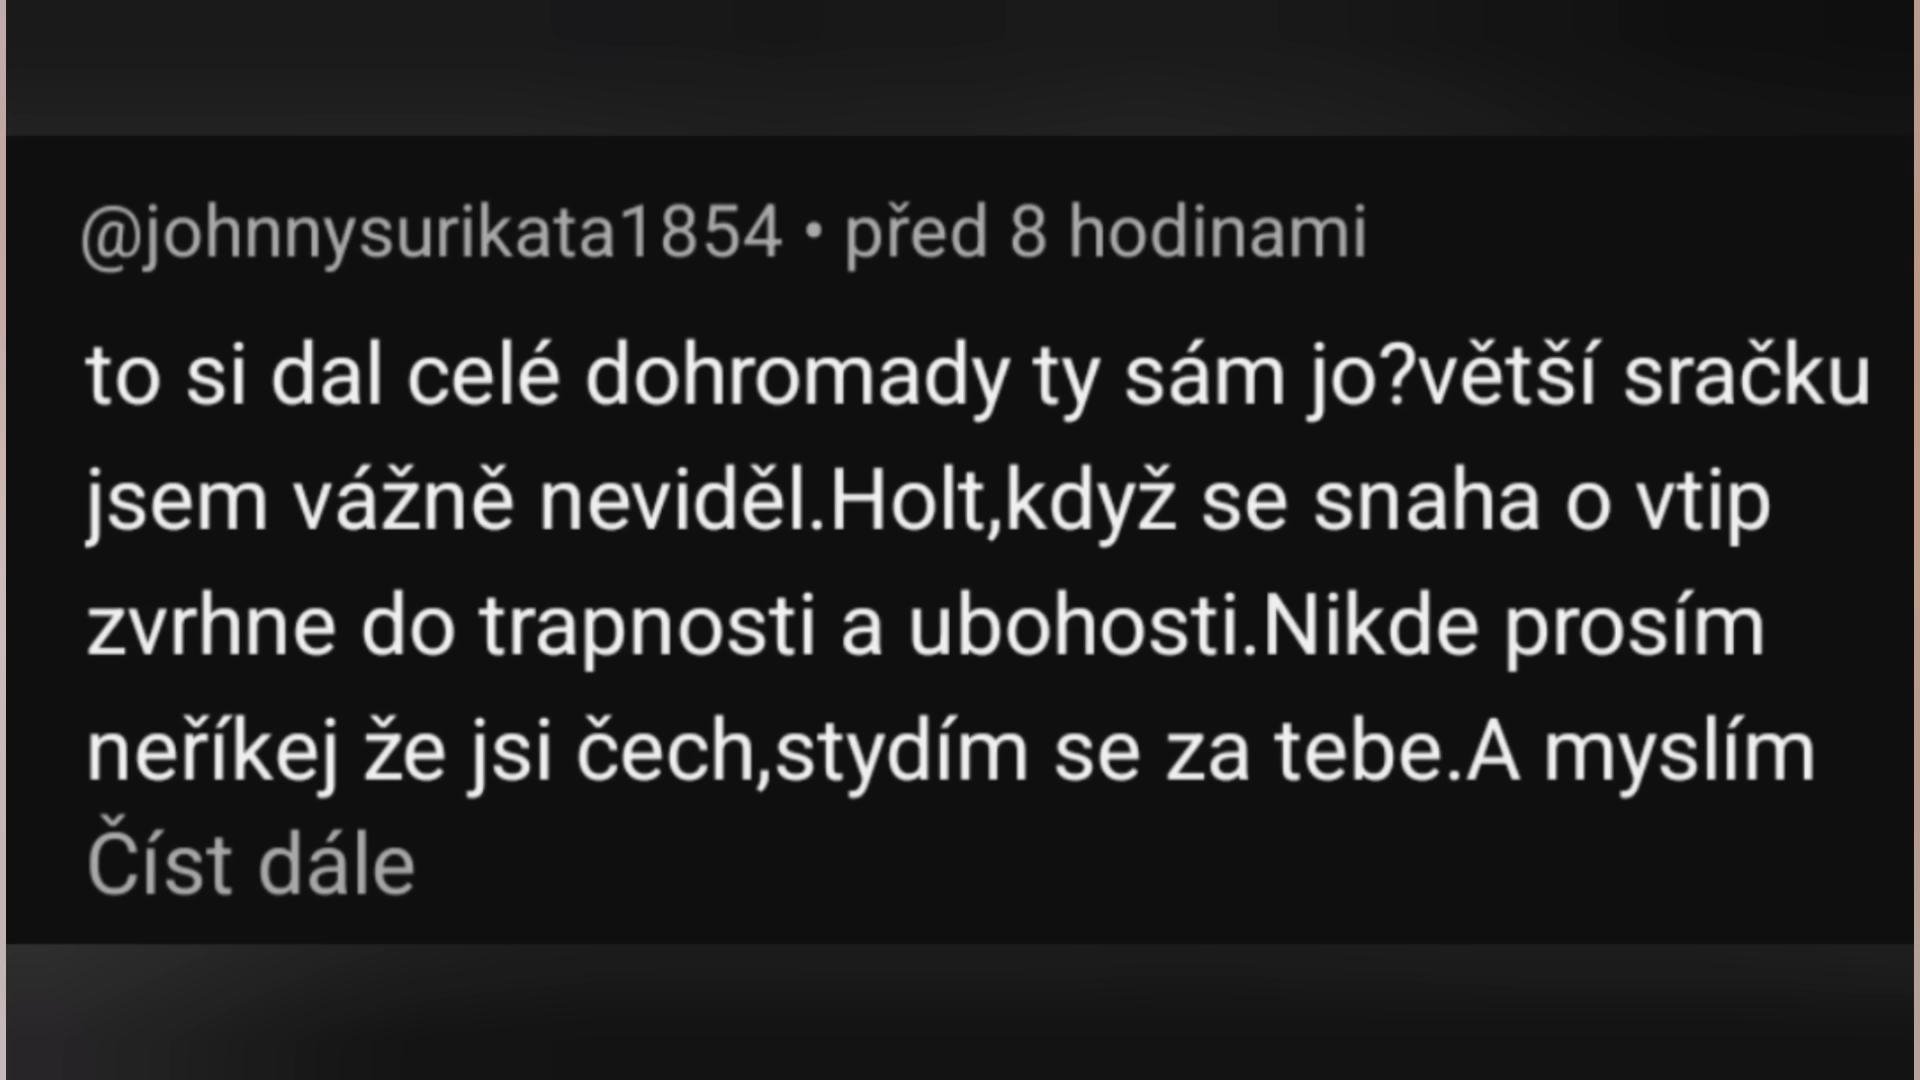 @johnnysurikata1854 • před 8 hodinami
to si dal celé dohromady ty sám jo?větší sračku
jsem vážně neviděl.Holt,když se snaha o vtip
zvrhne do trapnosti a ubohosti.Nikde prosím
neříkej že jsi čech,stydím se za tebe.A myslím
Číst dále